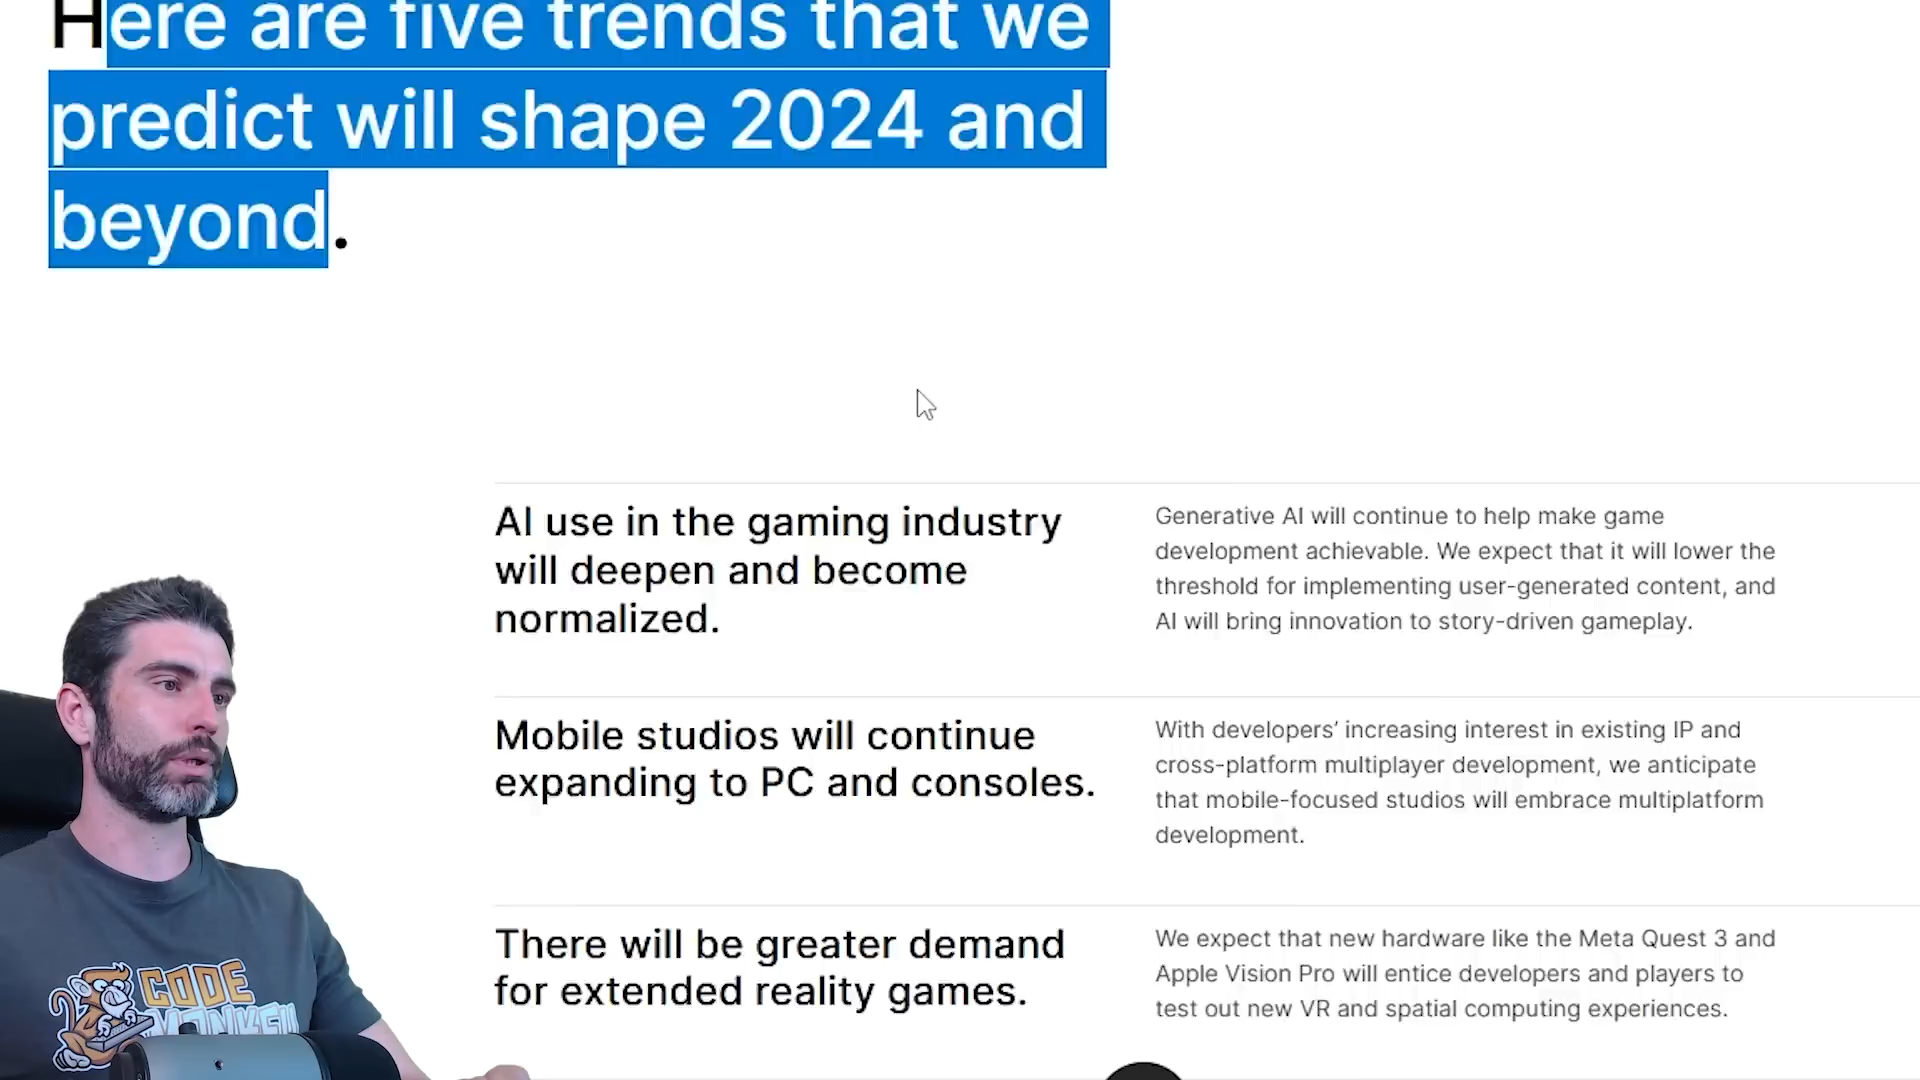 Here are five trends that we
predict will shape 2024 and
beyond.
AI use in the gaming industry
will deepen and become
normalized.
Generative AI will continue to help make game
development achievable. We expect that it will lower the
threshold for implementing user-generated content, and
AI will bring innovation to story-driven gameplay.
Mobile studios will continue
expanding to PC and consoles.
With developers’ increasing interest in existing IP and
cross-platform multiplayer development, we anticipate
that mobile-focused studios will embrace multiplatform
development.
There will be greater demand
for extended reality games.
We expect that new hardware like the Meta Quest 3 and
Apple Vision Pro will entice developers and players to
test out new VR and spatial computing experiences.
CODE
MONKEY